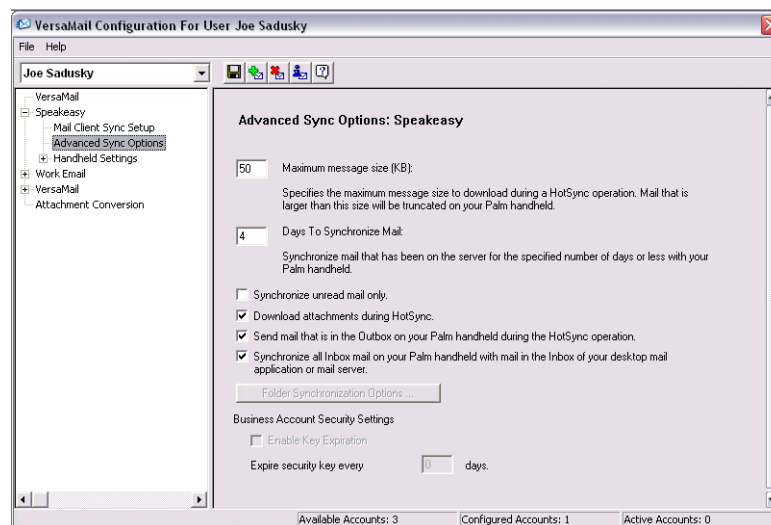 VersaMail Configuration For User Joe Sadusky
File Help
Joe Sadusky
VersaMail
Speakeasy
Mail Client Sync Setup
Advanced Sync Options
Handheld Settings
Work Email
VersaMail
Attachment Conversion
Advanced Sync Options: Speakeasy
50 Maximum message size (KB):
Specifies the maximum message size to download during a HotSync operation. Mail that is
larger than this size will be truncated on your Palm handheld.
4 Days To Synchronize Mail:
Synchronize mail that has been on the server for the specified number of days or less with your
Palm handheld.
Synchronize unread mail only.
Download attachments during HotSync.
Send mail that is in the Outbox on your Palm handheld during the HotSync operation.
Synchronize all Inbox mail on your Palm handheld with mail in the Inbox of your desktop mail
application or mail server.
Folder Synchronization Options ...
Business Account Security Settings
Enable Key Expiration
Expire security key every 0 days.
Available Accounts: 3 Configured Accounts: 1 Active Accounts: 0